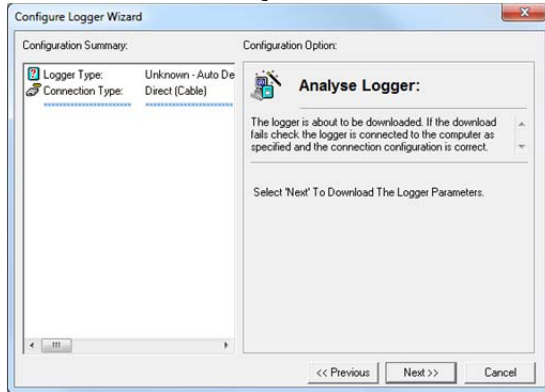 Configure Logger Wizard
Configuration Summary:
Configuration Option:
Logger Type: Unknown - Auto De
Connection Type: Direct (Cable)
Analyse Logger:
The logger is about to be downloaded. If the download
fails check the logger is connected to the computer as
specified and the connection configuration is correct.
Select 'Next' To Download The Logger Parameters.
<< Previous
Next >>
Cancel